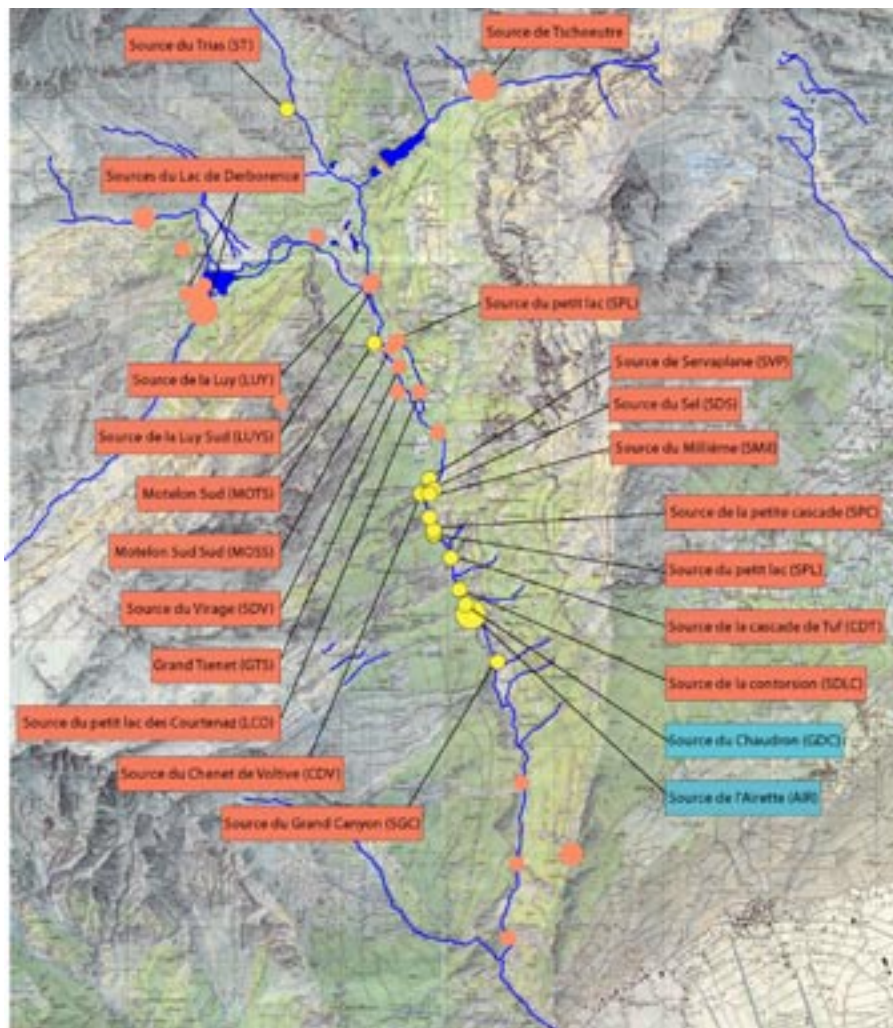 Source du Trias (ST)
Source de Tschoeutre
Sources du Lac de Derborence
Source du petit lac (SPL)
Source de Servaplane (SVP)
Source de la Luy (LUY)
Source du Sel (SDS)
Source de la Luy Sud (LUYS)
Source du Millième (SMil)
Motelon Sud (MOTS)
Source de la petite cascade (SPC)
Motelon Sud Sud (MOSS)
Source du petit lac (SPL)
Source du Virage (SDV)
Source de la cascade de Tuf (CDT)
Grand Tsenet (GTS)
Source de la contorsion (SDLC)
Source du petit lac des Courtenaz (LCO)
Source du Chaudron (GDC)
Source du Chenet de Voltive (CDV)
Source de l'Airette (AIR)
Source du Grand Canyon (SGC)